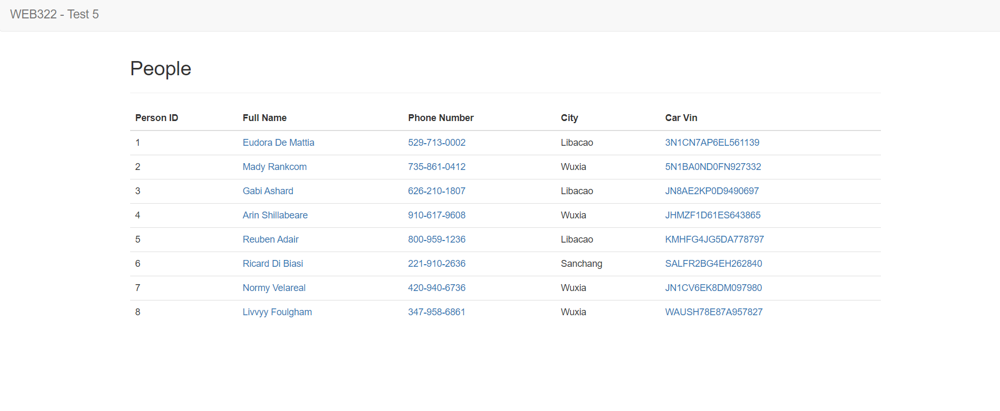 WEB322 - Test 5
People
Person ID Full Name Phone Number City Car Vin
1 Eudora De Mattia 529-713-0002 Libacao 3N1CN7AP6EL561139
2 Mady Rankcom 735-861-0412 Wuxia 5N1BA0ND0FN927332
3 Gabi Ashard 626-210-1807 Libacao JN8AE2KP0D9490697
4 Arin Shillabeare 910-617-9608 Wuxia JHMZF1D61ES643865
5 Reuben Adair 800-959-1236 Libacao KMHFG4JG5DA778797
6 Ricard Di Biasi 221-910-2636 Sanchang SALFR2BG4EH262840
7 Normy Velareal 420-940-6736 Wuxia JN1CV6EK8DM097980
8 Livvyy Foulgham 347-958-6861 Wuxia WAUSH78E87A957827